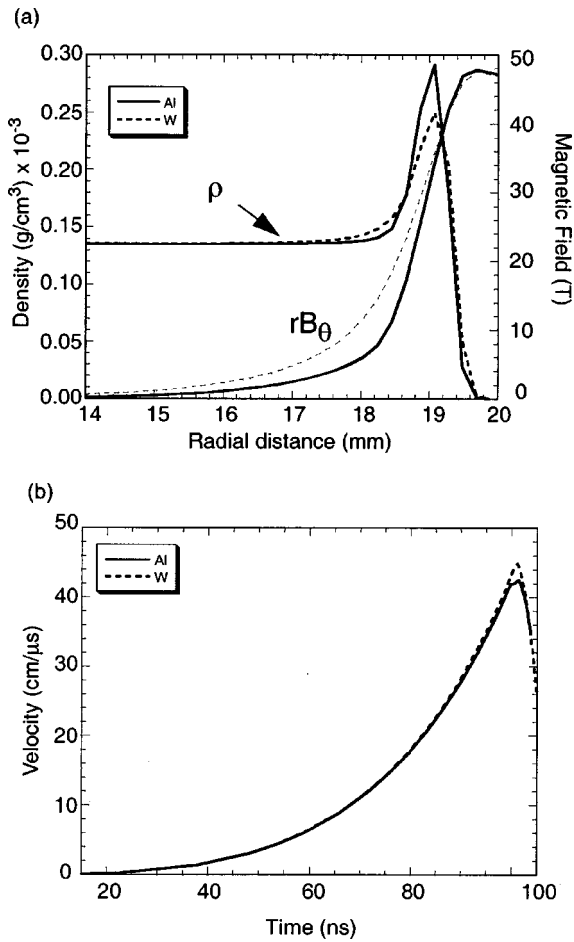 (a)
Density (g/cm³) x 10⁻³
0.30
0.25
0.20
0.15
0.10
0.05
0.00
Al
W
ρ
rBθ
50
40
30
20
10
0
Magnetic Field (T)
14 15 16 17 18 19 20
Radial distance (mm)
(b)
Velocity (cm/μs)
50
40
30
20
10
0
Al
W
20 40 60 80 100
Time (ns)